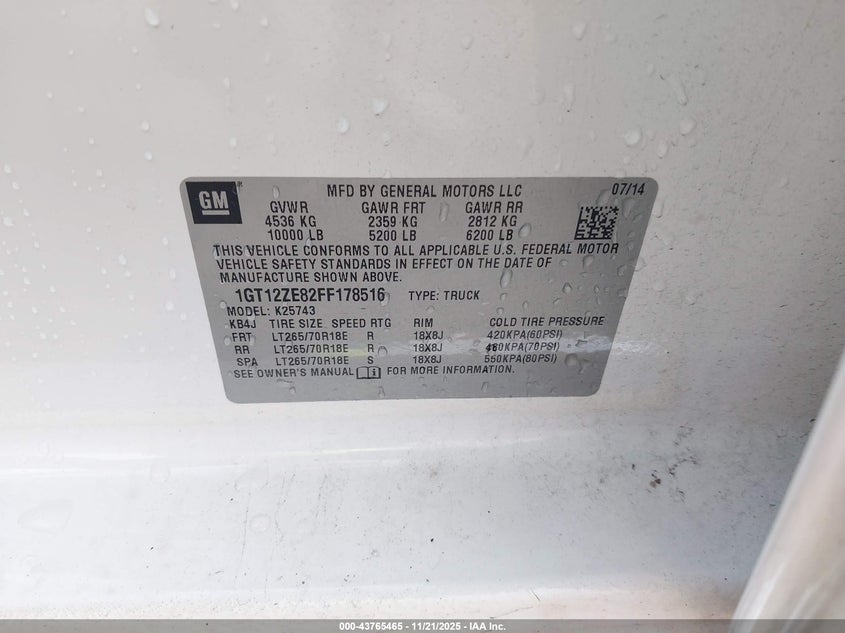 GM
MFD BY GENERAL MOTORS LLC 07/14
GVWR GAWR FRT GAWR RR
4536 KG 2359 KG 2812 KG
10000 LB 5200 LB 6200 LB
THIS VEHICLE CONFORMS TO ALL APPLICABLE U.S. FEDERAL MOTOR
VEHICLE SAFETY STANDARDS IN EFFECT ON THE DATE OF
MANUFACTURE SHOWN ABOVE.
1GT12ZE82FF178516 TYPE: TRUCK
MODEL: K25743
KB4J TIRE SIZE SPEED RTG RIM COLD TIRE PRESSURE
FRT LT265/70R18E R 18X8J 420KPA(60PSI)
RR LT265/70R18E R 18X8J 480KPA(70PSI)
SPA LT265/70R18E S 18X8J 550KPA(80PSI)
SEE OWNER'S MANUAL FOR MORE INFORMATION.
000-43765465 - 11/21/2025 - IAA Inc.